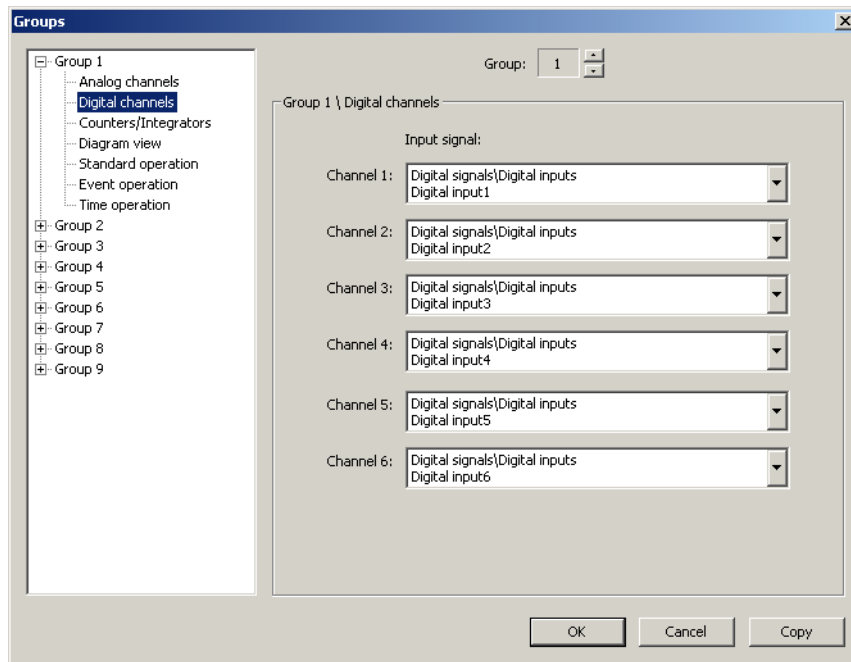 Groups
Group 1
Analog channels
Digital channels
Counters/Integrators
Diagram view
Standard operation
Event operation
Time operation
Group 2
Group 3
Group 4
Group 5
Group 6
Group 7
Group 8
Group 9
Group: 1
Group 1 \ Digital channels
Input signal:
Channel 1: Digital signals\Digital inputs
Digital input1
Channel 2: Digital signals\Digital inputs
Digital input2
Channel 3: Digital signals\Digital inputs
Digital input3
Channel 4: Digital signals\Digital inputs
Digital input4
Channel 5: Digital signals\Digital inputs
Digital input5
Channel 6: Digital signals\Digital inputs
Digital input6
OK Cancel Copy